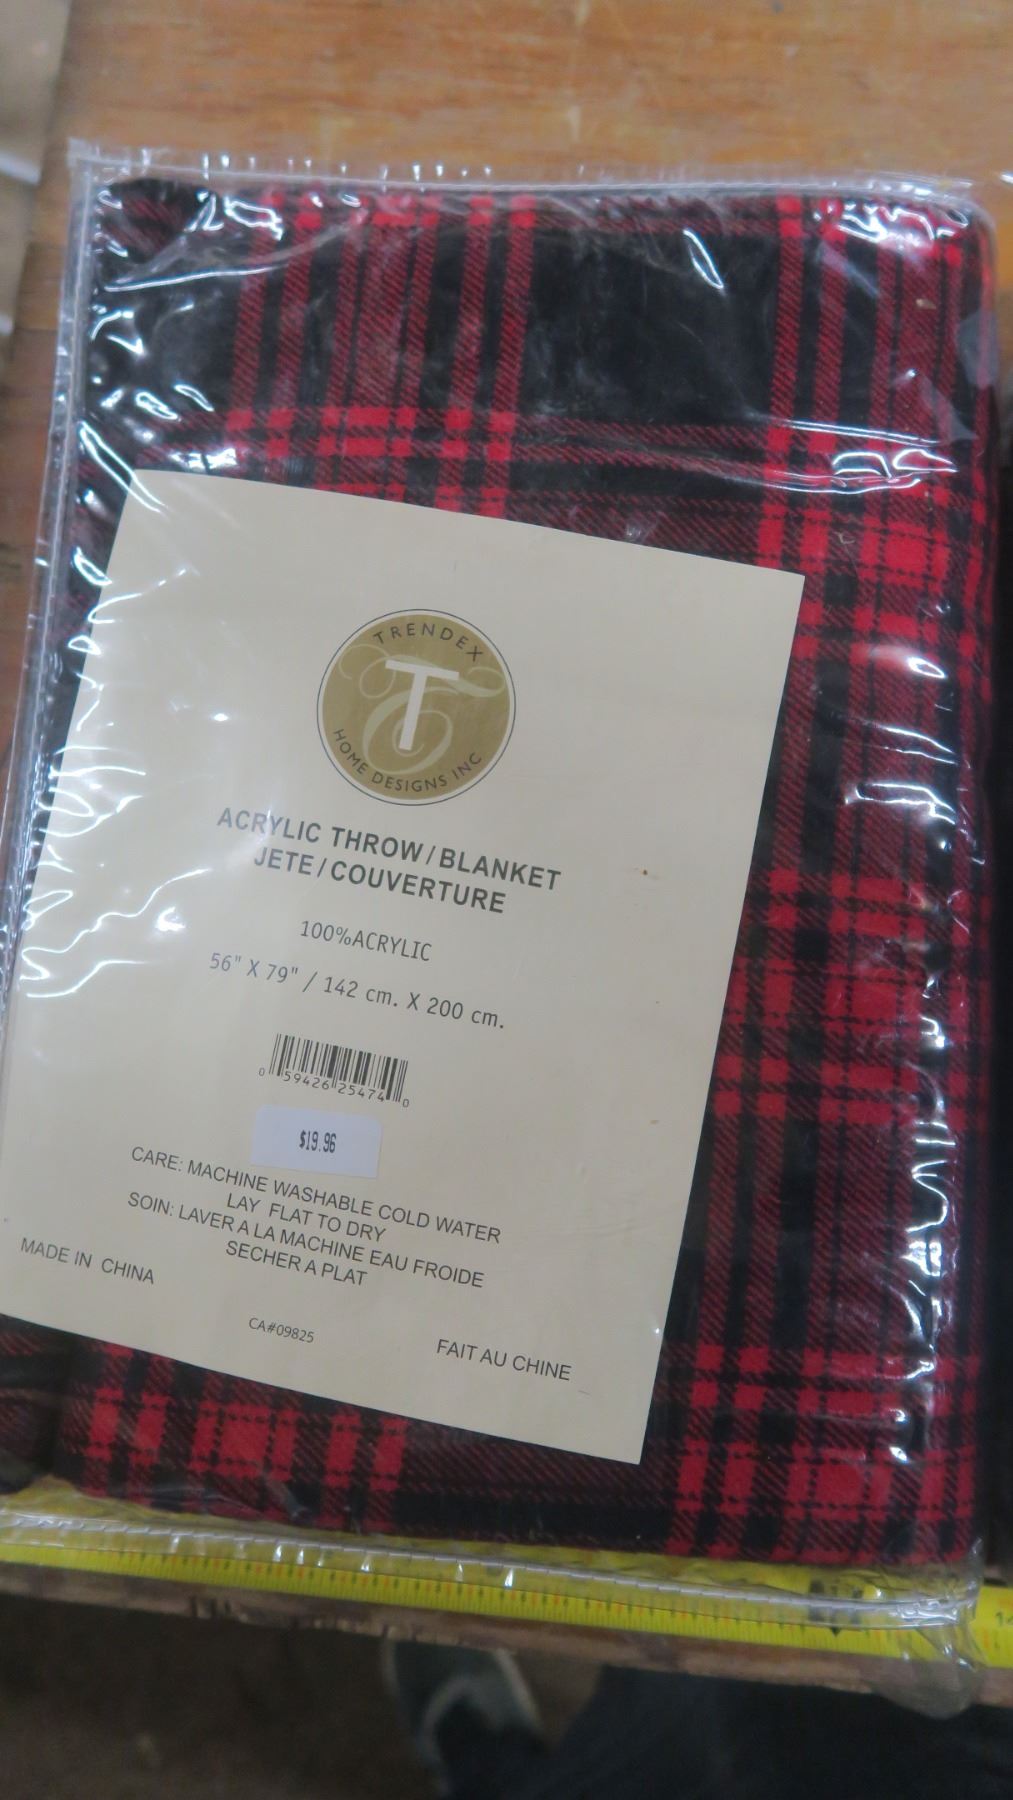 TRENDEX
T
HOME DESIGNS INC
ACRYLIC THROW/BLANKET
JETE/COUVERTURE
100%ACRYLIC
56" X 79" / 142 cm. X 200 cm.
0 59426 25474 0
$19.96
CARE: MACHINE WASHABLE COLD WATER
LAY FLAT TO DRY
SOIN: LAVER A LA MACHINE EAU FROIDE
SECHER A PLAT
MADE IN CHINA
CA#09825
FAIT AU CHINE